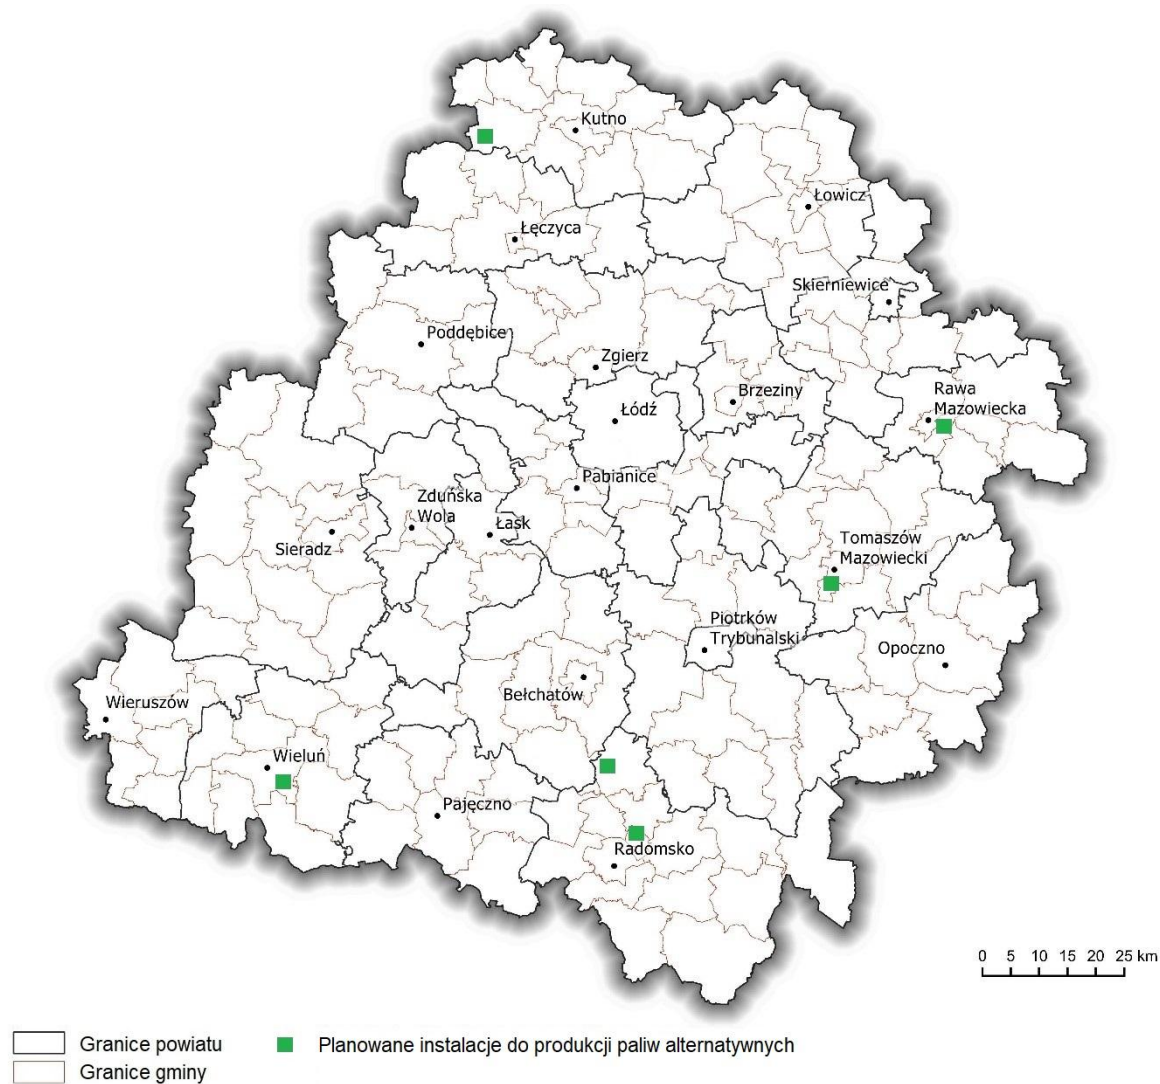 Kutno
Łowicz
Łęczyca
Skierniewice
Poddębice
Zgierz
Brzeziny
Rawa
Mazowiecka
Łódź
Pabianice
Zduńska
Wola
Łask
Sieradz
Tomaszów
Mazowiecki
Piotrków
Trybunalski
Opoczno
Bełchatów
Wieruszów
Wieluń
Pajęczno
Radomsko
0 5 10 15 20 25 km
Granice powiatu
Planowane instalacje do produkcji paliw alternatywnych
Granice gminy